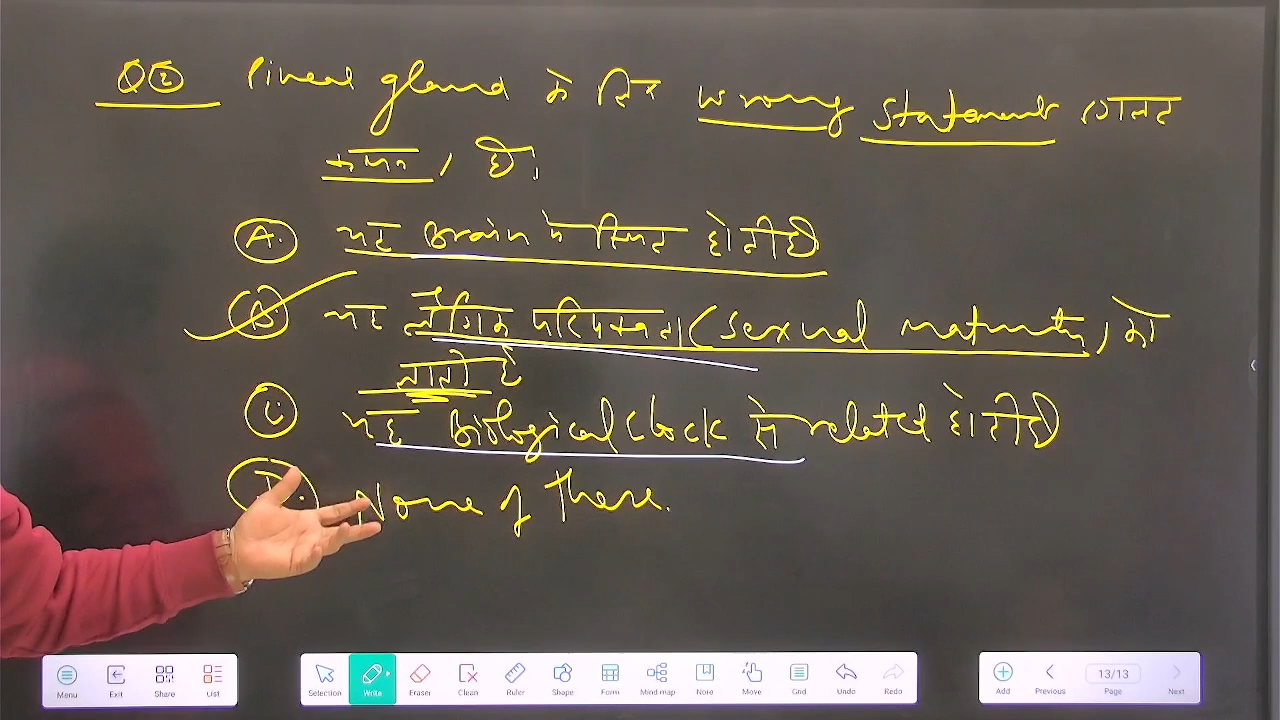 Q② Pineal gland के लिए wrong statement (गलत
कथन) है।
Ⓐ यह Brain में स्थित होती है
Ⓑ यह लैंगिक परिपक्वता (Sexual maturity) को
लाती है
Ⓒ यह Biological clock से related होती है
Ⓓ None of these.
Menu Exit Share List Selection Write Eraser Clean Ruler Shape Form Mind map Note Move Grid Undo Redo Add Previous 13/13 Page Next